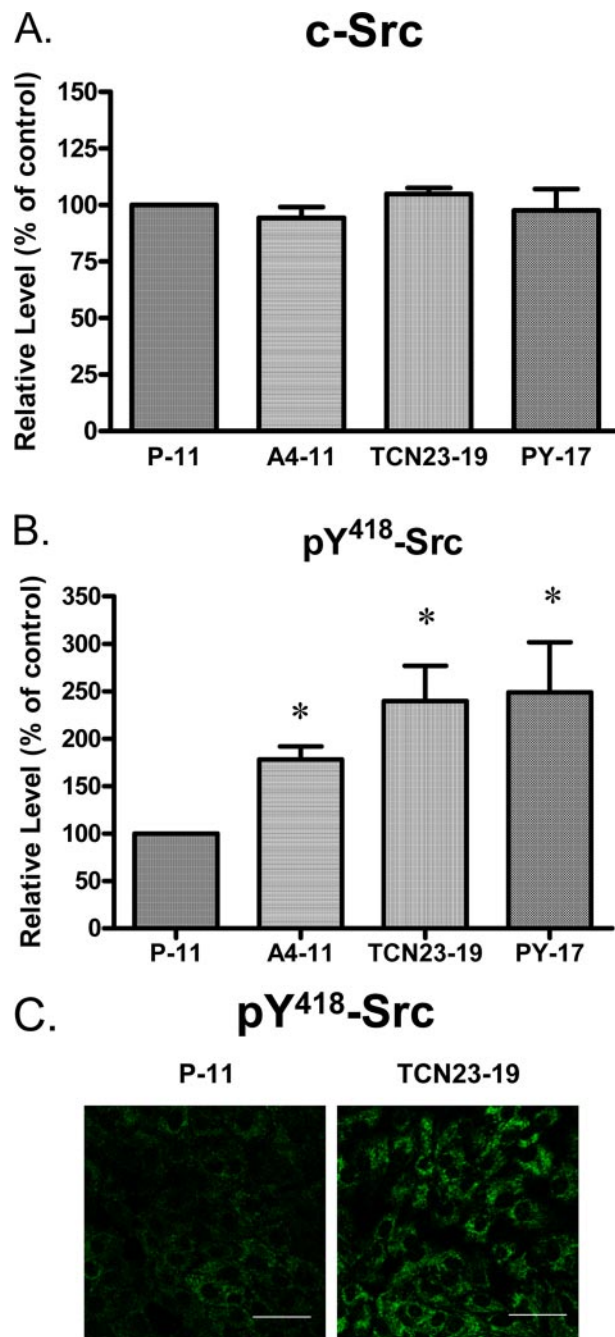 A.
c-Src
Relative Level (% of control)
150
125
100
75
50
25
0
P-11 A4-11 TCN23-19 PY-17
B.
pY418-Src
Relative Level (% of control)
350
300
250
200
150
100
50
0
* * *
P-11 A4-11 TCN23-19 PY-17
C.
pY418-Src
P-11 TCN23-19